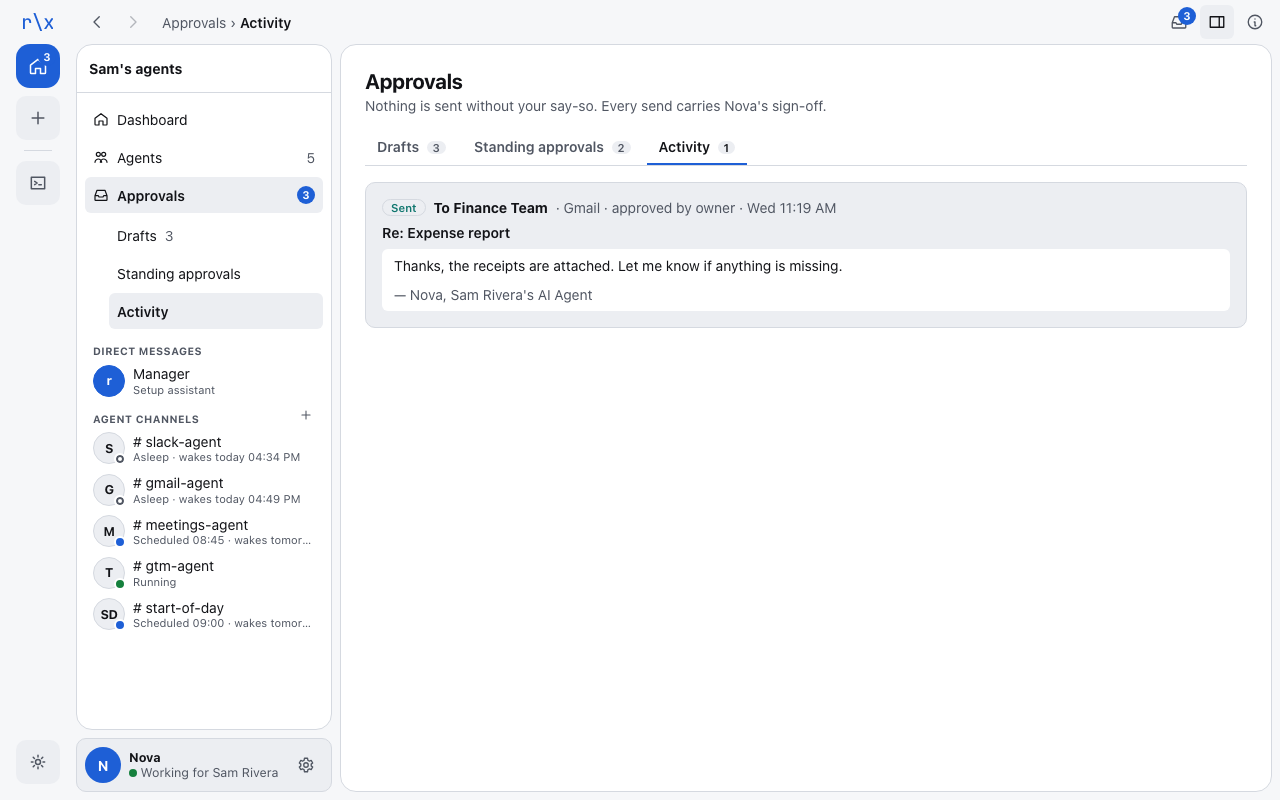 r\x
Approvals › Activity
3
3
Sam's agents
Dashboard
Agents 5
Approvals 3
Drafts 3
Standing approvals
Activity
DIRECT MESSAGES
r
Manager
Setup assistant
AGENT CHANNELS
S
# slack-agent
Asleep · wakes today 04:34 PM
G
# gmail-agent
Asleep · wakes today 04:49 PM
M
# meetings-agent
Scheduled 08:45 · wakes tomor...
T
# gtm-agent
Running
SD
# start-of-day
Scheduled 09:00 · wakes tomor...
N
Nova
Working for Sam Rivera
Approvals
Nothing is sent without your say-so. Every send carries Nova's sign-off.
Drafts 3 Standing approvals 2 Activity 1
Sent To Finance Team · Gmail · approved by owner · Wed 11:19 AM
Re: Expense report
Thanks, the receipts are attached. Let me know if anything is missing.
— Nova, Sam Rivera's AI Agent